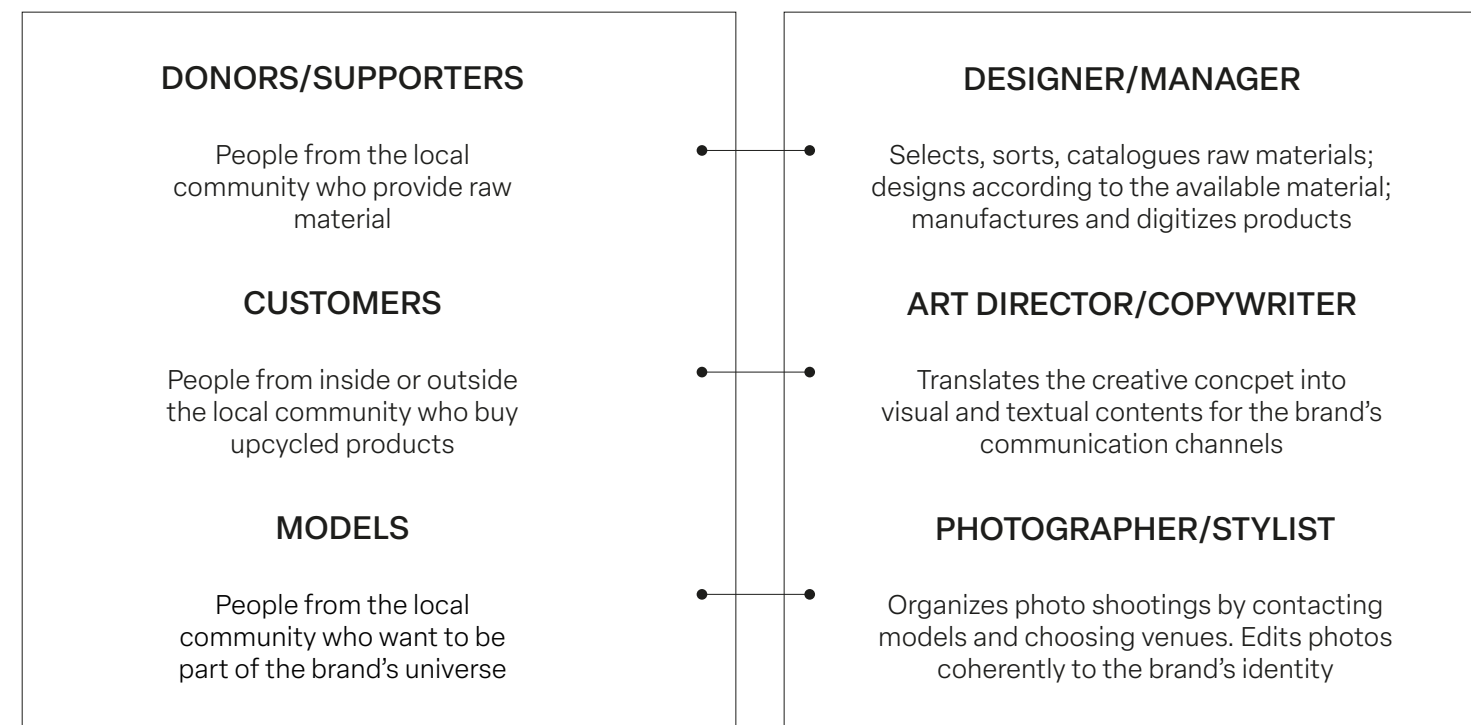 DONORS/SUPPORTERS
People from the local
community who provide raw
material
CUSTOMERS
People from inside or outside
the local community who buy
upcycled products
MODELS
People from the local
community who want to be
part of the brand’s universe
DESIGNER/MANAGER
Selects, sorts, catalogues raw materials;
designs according to the available material;
manufactures and digitizes products
ART DIRECTOR/COPYWRITER
Translates the creative concpet into
visual and textual contents for the brand’s
communication channels
PHOTOGRAPHER/STYLIST
Organizes photo shootings by contacting
models and choosing venues. Edits photos
coherently to the brand’s identity